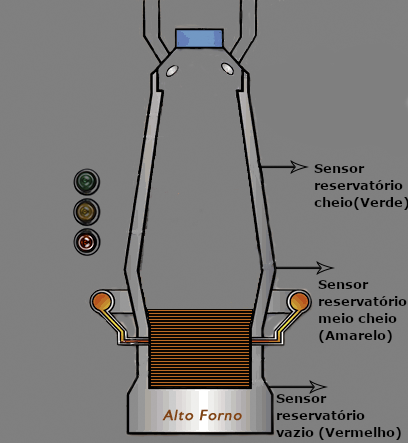 Sensor
reservatório
cheio(Verde)
Sensor
reservatório
meio cheio
(Amarelo)
Sensor
reservatório
vazio (Vermelho)
Alto Forno